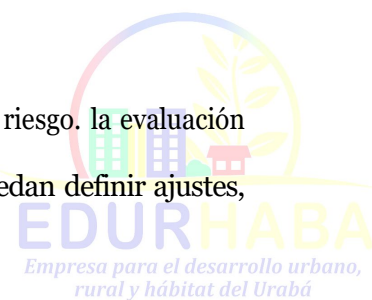 riesgo. la evaluación
edan definir ajustes,
EDURHABA
Empresa para el desarrollo urbano,
rural y hábitat del Urabá